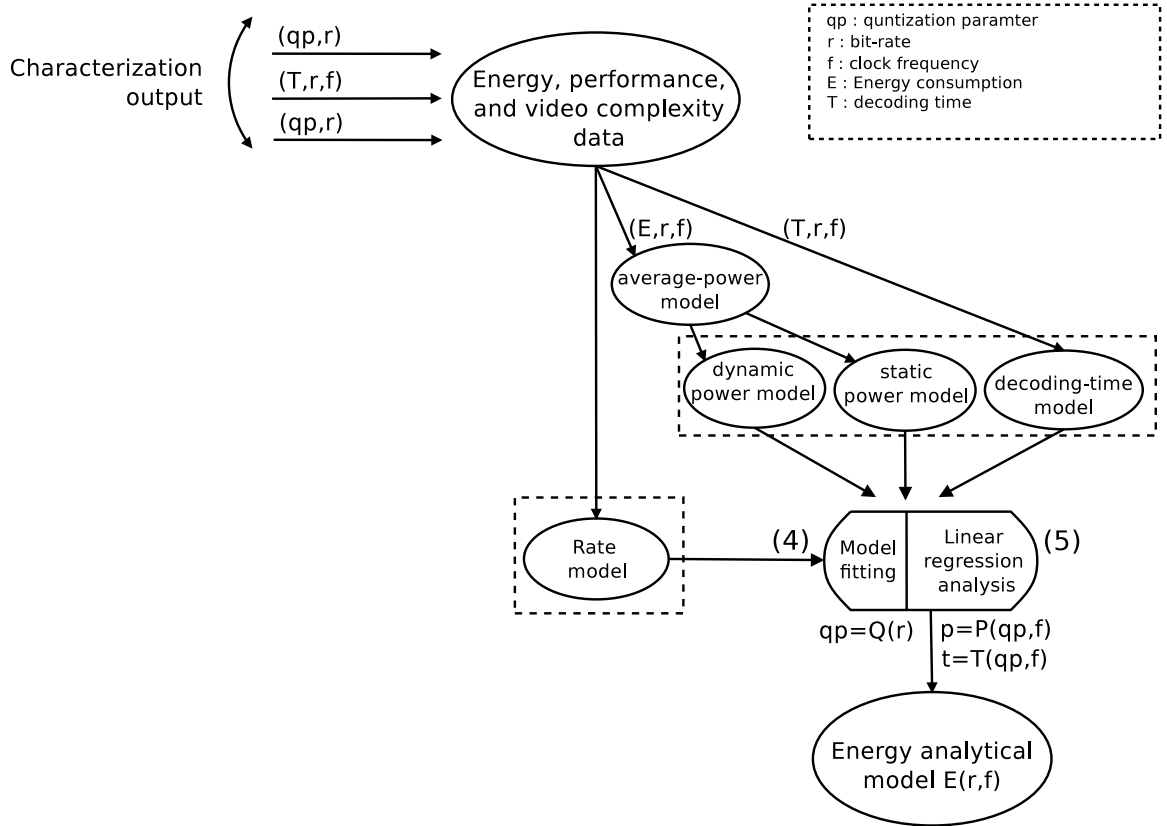 Characterization
output
(qp,r)
(T,r,f)
(qp,r)
Energy, performance,
and video complexity
data
qp : quntization paramter
r : bit-rate
f : clock frequency
E : Energy consumption
T : decoding time
(E,r,f)
(T,r,f)
average-power
model
dynamic
power model
static
power model
decoding-time
model
Rate
model
(4)
Model
fitting
Linear
regression
analysis
(5)
qp=Q(r)
p=P(qp,f)
t=T(qp,f)
Energy analytical
model E(r,f)